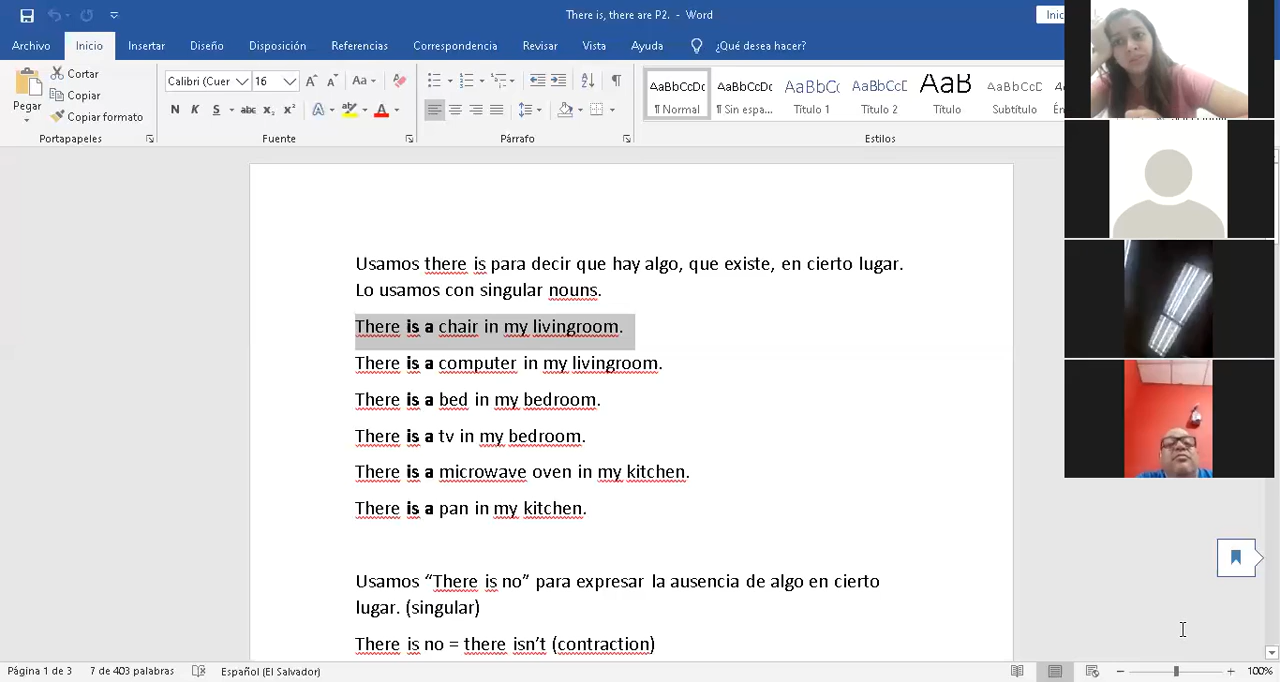 There is, there are P2. - Word
Inic
Archivo Inicio Insertar Diseño Disposición Referencias Correspondencia Revisar Vista Ayuda ¿Qué desea hacer?
Pegar
Cortar
Copiar
Copiar formato
Portapapeles
Calibri (Cuer 16
N K S abc x₂ x²
Fuente
Párrafo
AaBbCcDc AaBbCcDc AaBbCc AaBbCcD AaB AaBbCcD
¶ Normal ¶ Sin espa... Título 1 Título 2 Título Subtítulo
Estilos
Usamos there is para decir que hay algo, que existe, en cierto lugar.
Lo usamos con singular nouns.
There is a chair in my livingroom.
There is a computer in my livingroom.
There is a bed in my bedroom.
There is a tv in my bedroom.
There is a microwave oven in my kitchen.
There is a pan in my kitchen.
Usamos “There is no” para expresar la ausencia de algo en cierto
lugar. (singular)
There is no = there isn’t (contraction)
Página 1 de 3 7 de 403 palabras Español (El Salvador) 100%